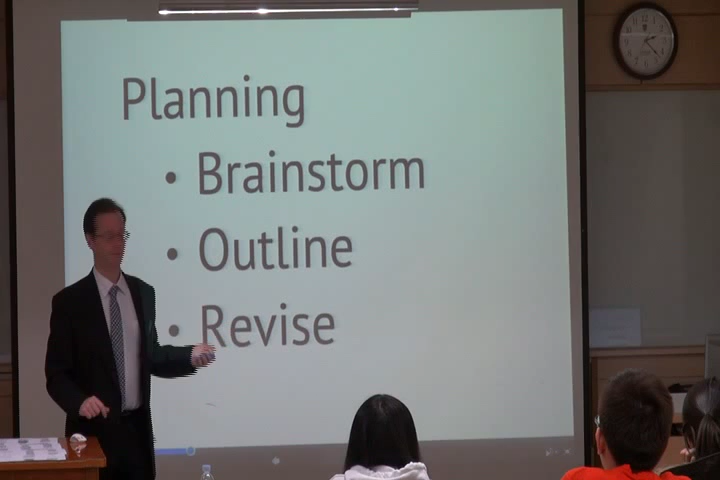 Planning
• Brainstorm
• Outline
• Revise